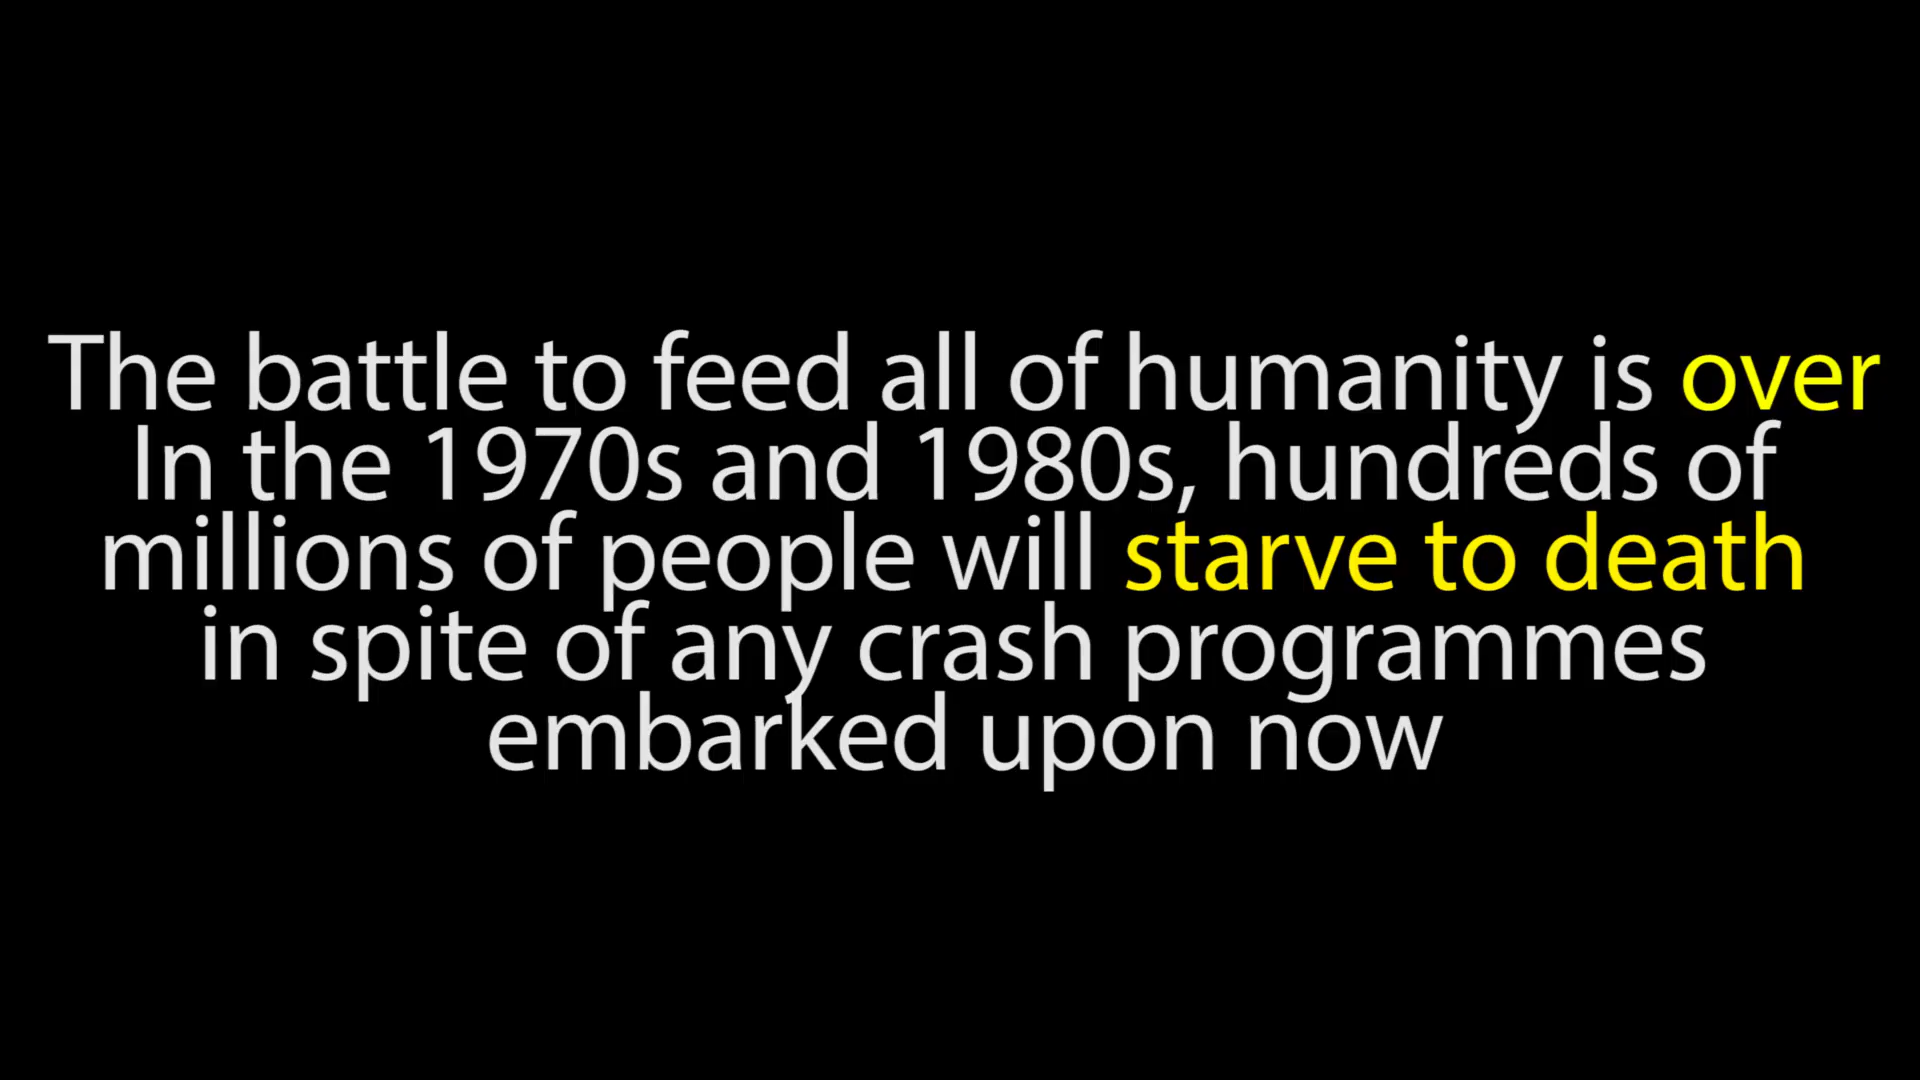 The battle to feed all of humanity is over
In the 1970s and 1980s, hundreds of
millions of people will starve to death
in spite of any crash programmes
embarked upon now